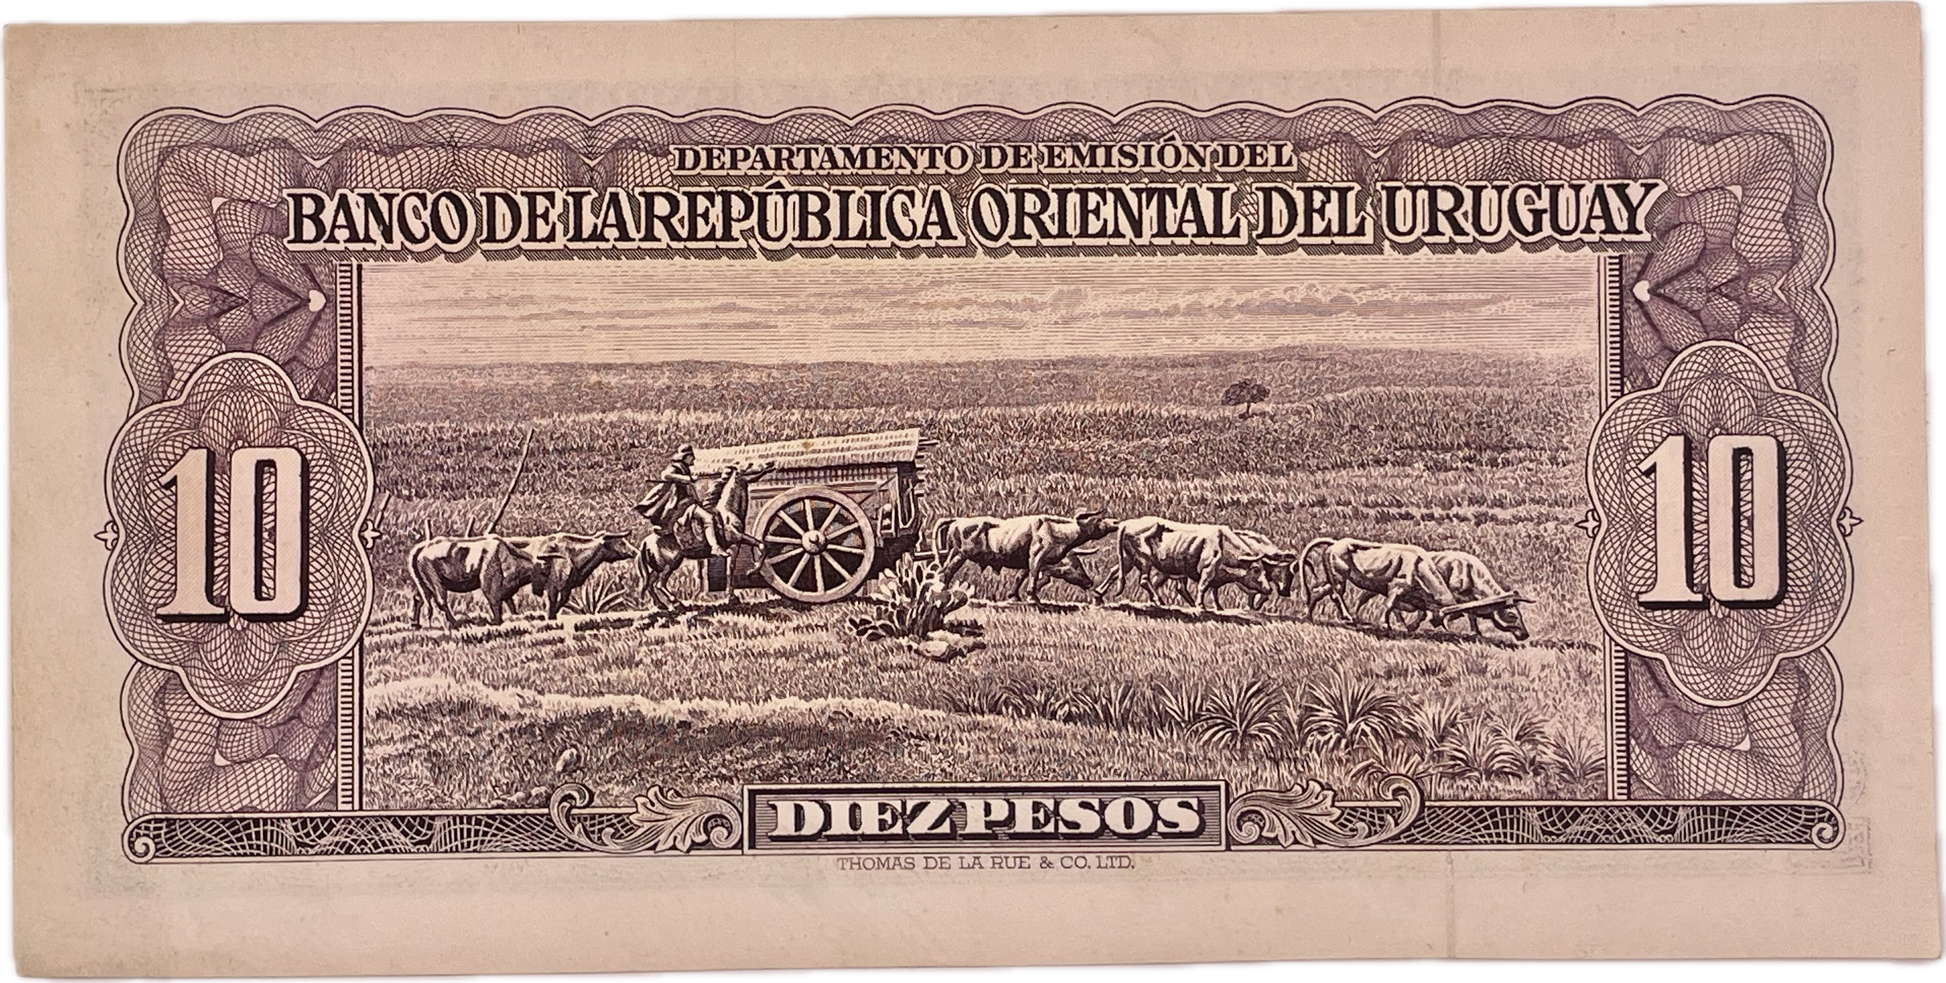 DEPARTAMENTO DE EMISIÓN DEL
BANCO DE LA REPÚBLICA ORIENTAL DEL URUGUAY
10
10
DIEZ PESOS
THOMAS DE LA RUE & CO. LTD.